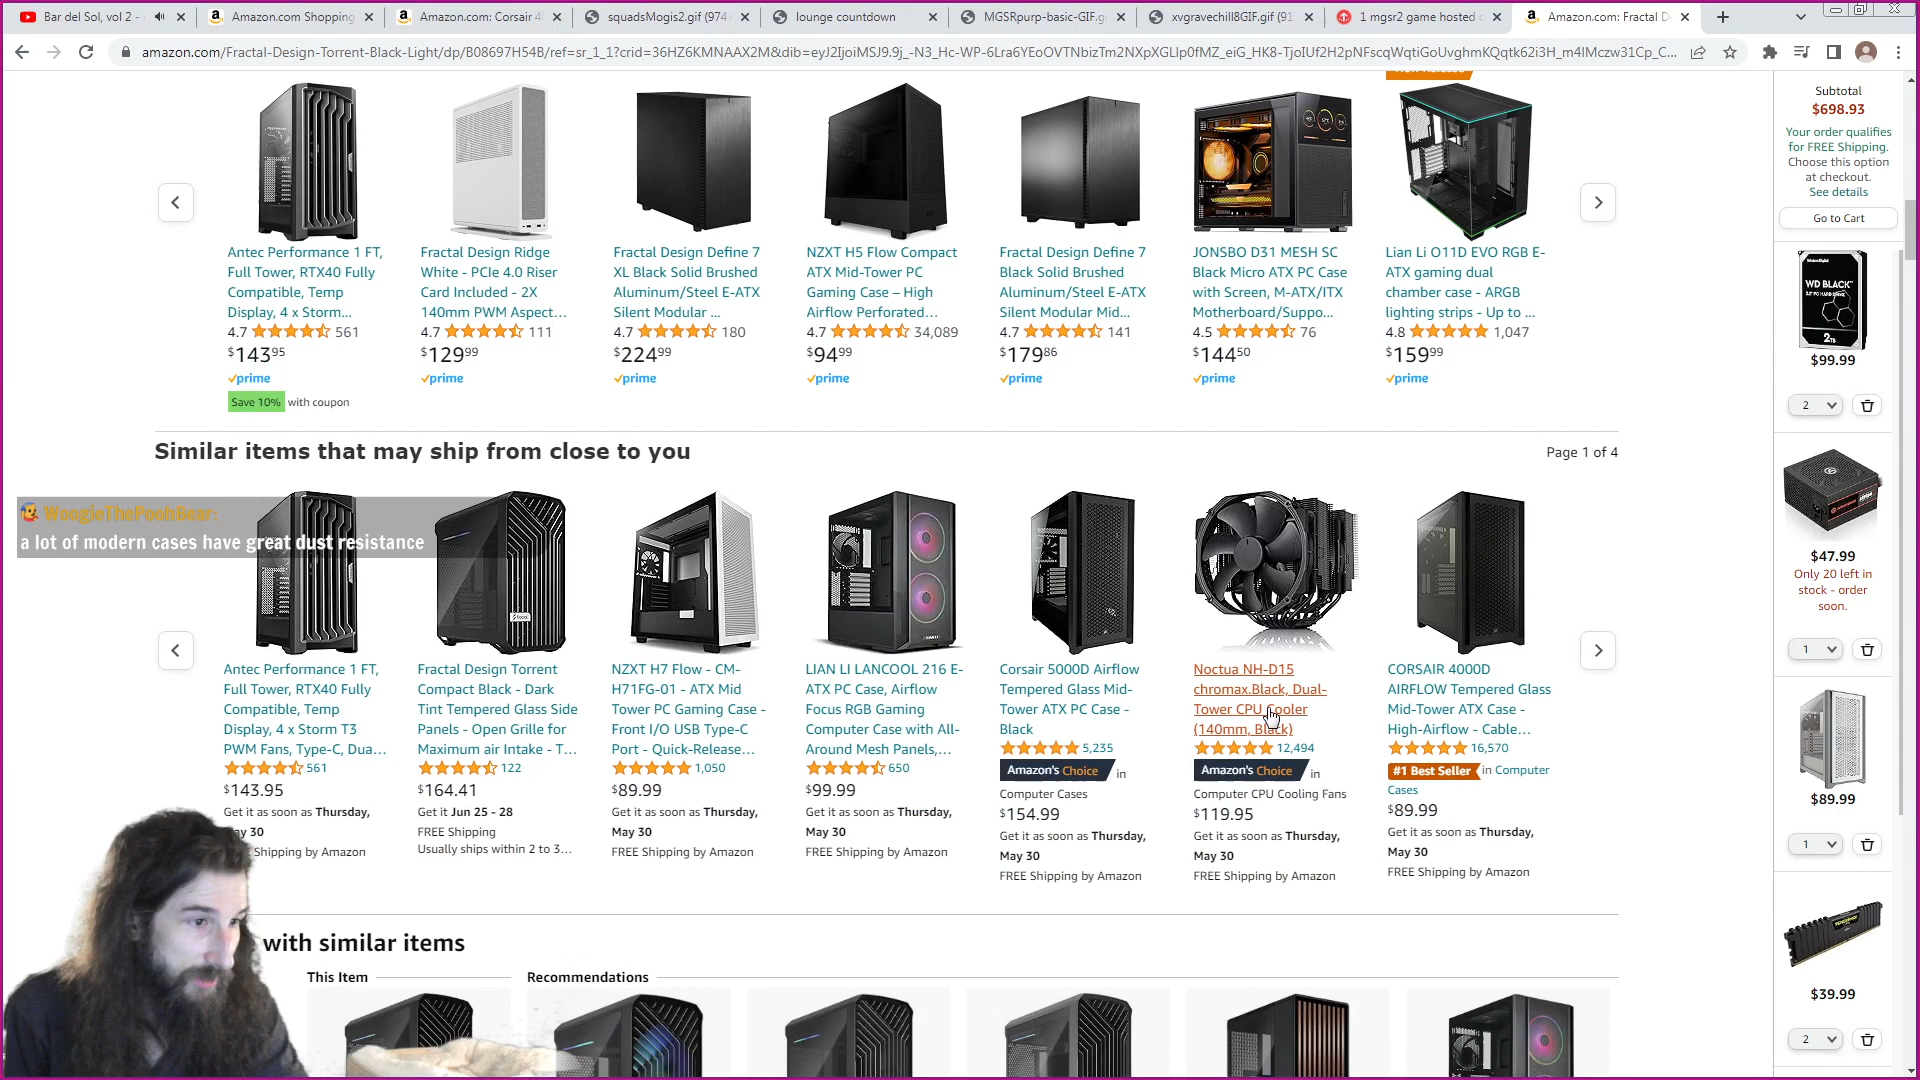 Bar del Sol, vol 2 -
Amazon.com Shopping
Amazon.com: Corsair 4
squadsMogis2.gif (974
lounge countdown
MGSRpurp-basic-GIF.g
xvgravechill8GIF.gif (91
1 mgsr2 game hosted
Amazon.com: Fractal D
Subtotal
$698.93
Your order qualifies
for FREE Shipping.
Choose this option
at checkout.
See details
Go to Cart
Antec Performance 1 FT,
Full Tower, RTX40 Fully
Compatible, Temp
Display, 4 x Storm...
4.7 561
$143.95
prime
Save 10% with coupon
Fractal Design Ridge
White - PCIe 4.0 Riser
Card Included - 2X
140mm PWM Aspect...
4.7 111
$129.99
prime
Fractal Design Define 7
XL Black Solid Brushed
Aluminum/Steel E-ATX
Silent Modular ...
4.7 180
$224.99
prime
NZXT H5 Flow Compact
ATX Mid-Tower PC
Gaming Case – High
Airflow Perforated...
4.7 34,089
$94.99
prime
Fractal Design Define 7
Black Solid Brushed
Aluminum/Steel E-ATX
Silent Modular Mid...
4.7 141
$179.86
prime
JONSBO D31 MESH SC
Black Micro ATX PC Case
with Screen, M-ATX/ITX
Motherboard/Suppo...
4.5 76
$144.50
prime
Lian Li O11D EVO RGB E-
ATX gaming dual
chamber case - ARGB
lighting strips - Up to ...
4.8 1,047
$159.99
prime
Similar items that may ship from close to you
Page 1 of 4
WoogieThePoohBear:
a lot of modern cases have great dust resistance
Antec Performance 1 FT,
Full Tower, RTX40 Fully
Compatible, Temp
Display, 4 x Storm T3
PWM Fans, Type-C, Dua...
561
$143.95
Get it as soon as Thursday,
May 30
Shipping by Amazon
Fractal Design Torrent
Compact Black - Dark
Tint Tempered Glass Side
Panels - Open Grille for
Maximum air Intake - T...
122
$164.41
Get it Jun 25 - 28
FREE Shipping
Usually ships within 2 to 3...
NZXT H7 Flow - CM-
H71FG-01 - ATX Mid
Tower PC Gaming Case -
Front I/O USB Type-C
Port - Quick-Release...
1,050
$89.99
Get it as soon as Thursday,
May 30
FREE Shipping by Amazon
LIAN LI LANCOOL 216 E-
ATX PC Case, Airflow
Focus RGB Gaming
Computer Case with All-
Around Mesh Panels,...
650
$99.99
Get it as soon as Thursday,
May 30
FREE Shipping by Amazon
Corsair 5000D Airflow
Tempered Glass Mid-
Tower ATX PC Case -
Black
5,235
Amazon's Choice in
Computer Cases
$154.99
Get it as soon as Thursday,
May 30
FREE Shipping by Amazon
Noctua NH-D15
chromax.Black, Dual-
Tower CPU Cooler
(140mm, Black)
12,494
Amazon's Choice in
Computer CPU Cooling Fans
$119.95
Get it as soon as Thursday,
May 30
FREE Shipping by Amazon
CORSAIR 4000D
AIRFLOW Tempered Glass
Mid-Tower ATX Case -
High-Airflow - Cable...
16,570
#1 Best Seller in Computer
Cases
$89.99
Get it as soon as Thursday,
May 30
FREE Shipping by Amazon
WD BLACK
2TB
$99.99
2
$47.99
Only 20 left in
stock - order
soon.
1
$89.99
1
$39.99
2
with similar items
This Item
Recommendations